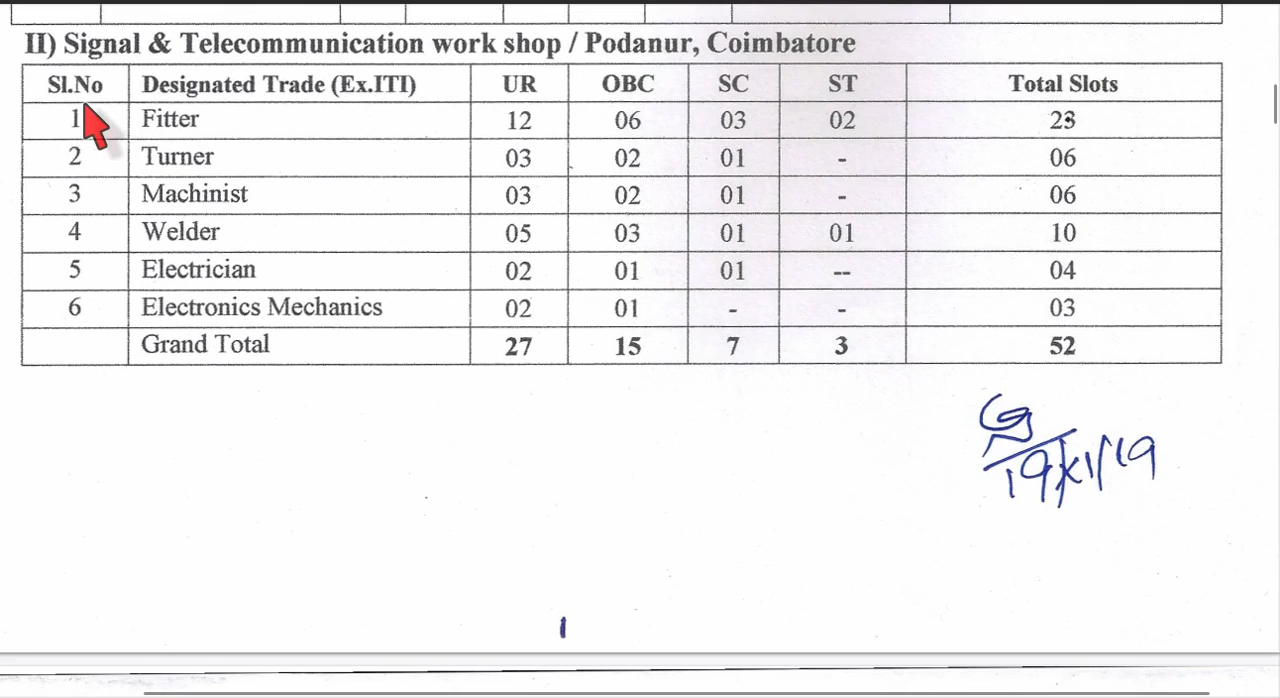 II) Signal & Telecommunication work shop / Podanur, Coimbatore
Sl.No Designated Trade (Ex.ITI) UR OBC SC ST Total Slots
1 Fitter 12 06 03 02 23
2 Turner 03 02 01 - 06
3 Machinist 03 02 01 - 06
4 Welder 05 03 01 01 10
5 Electrician 02 01 01 -- 04
6 Electronics Mechanics 02 01 - - 03
Grand Total 27 15 7 3 52
1